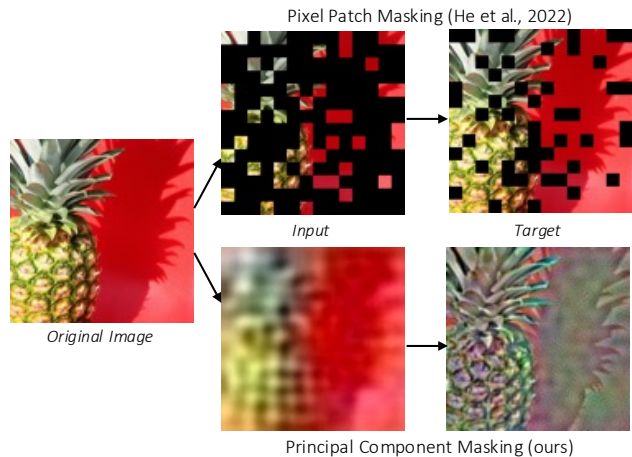 Pixel Patch Masking (He et al., 2022)
Input
Target
Original Image
Principal Component Masking (ours)